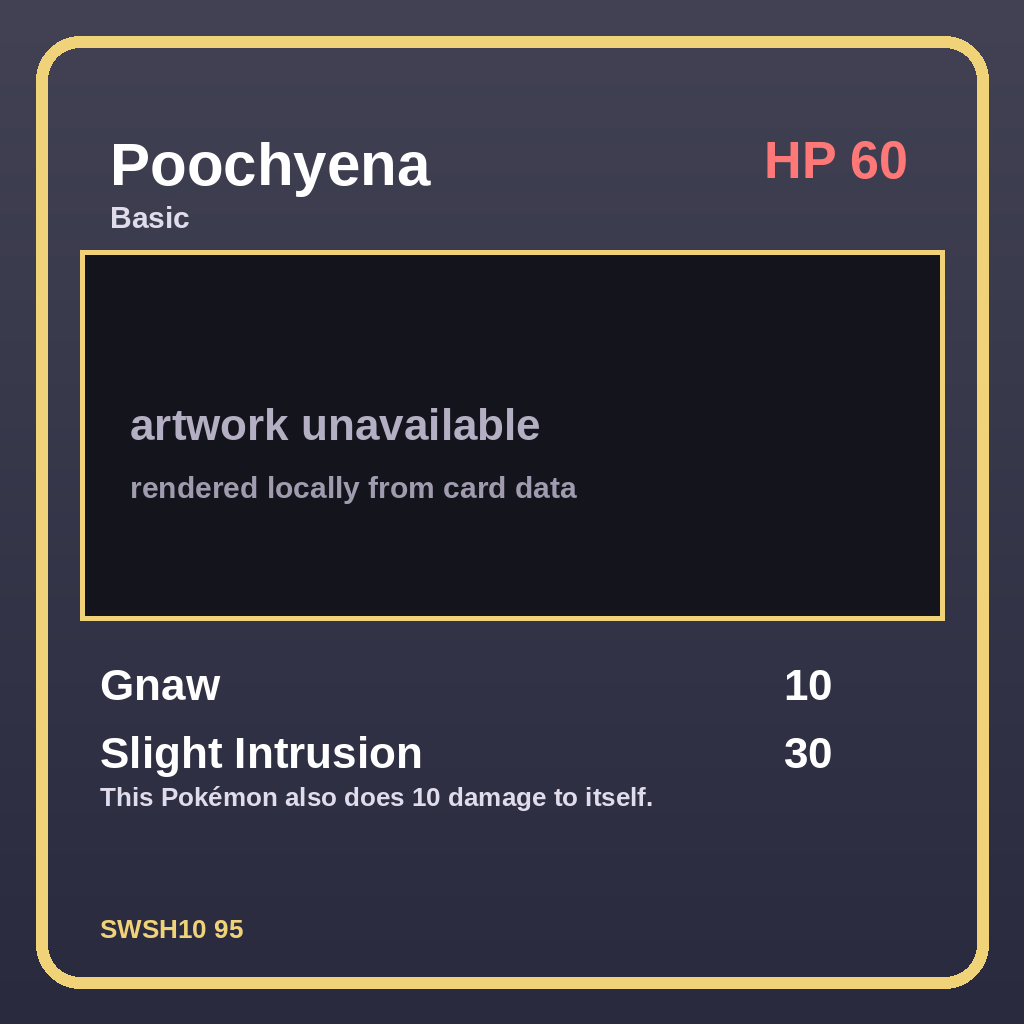 Poochyena
HP 60
Basic
artwork unavailable
rendered locally from card data
Gnaw 10
Slight Intrusion 30
This Pokémon also does 10 damage to itself.
SWSH10 95